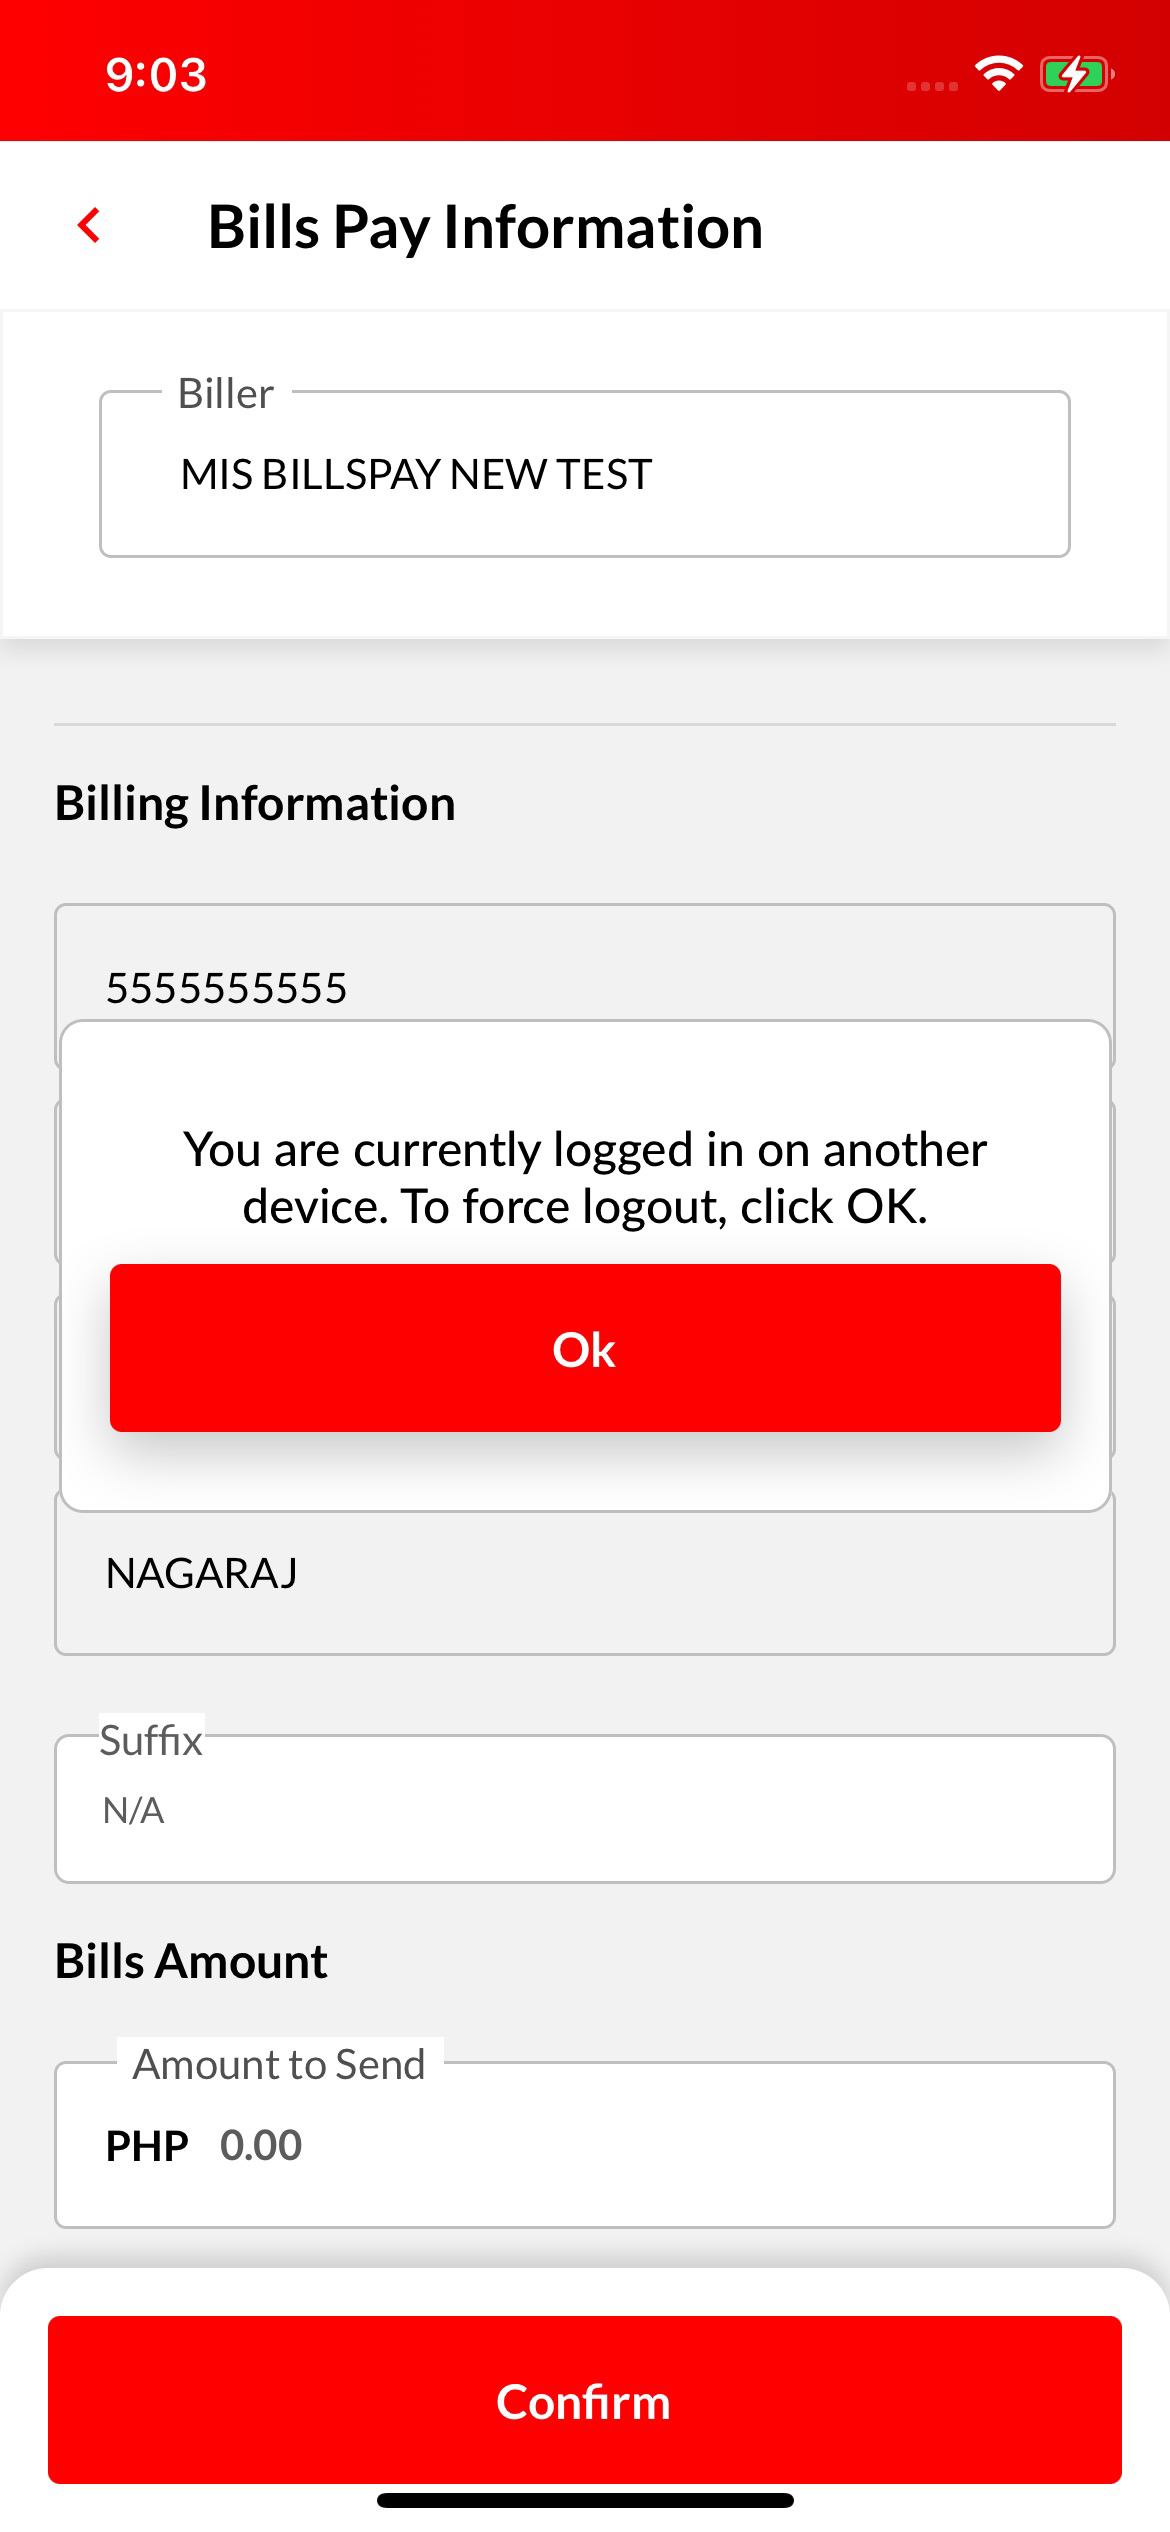 9:03
Bills Pay Information
Biller
MIS BILLSPAY NEW TEST
Billing Information
5555555555
You are currently logged in on another
device. To force logout, click OK.
Ok
NAGARAJ
Suffix
N/A
Bills Amount
Amount to Send
PHP 0.00
Confirm